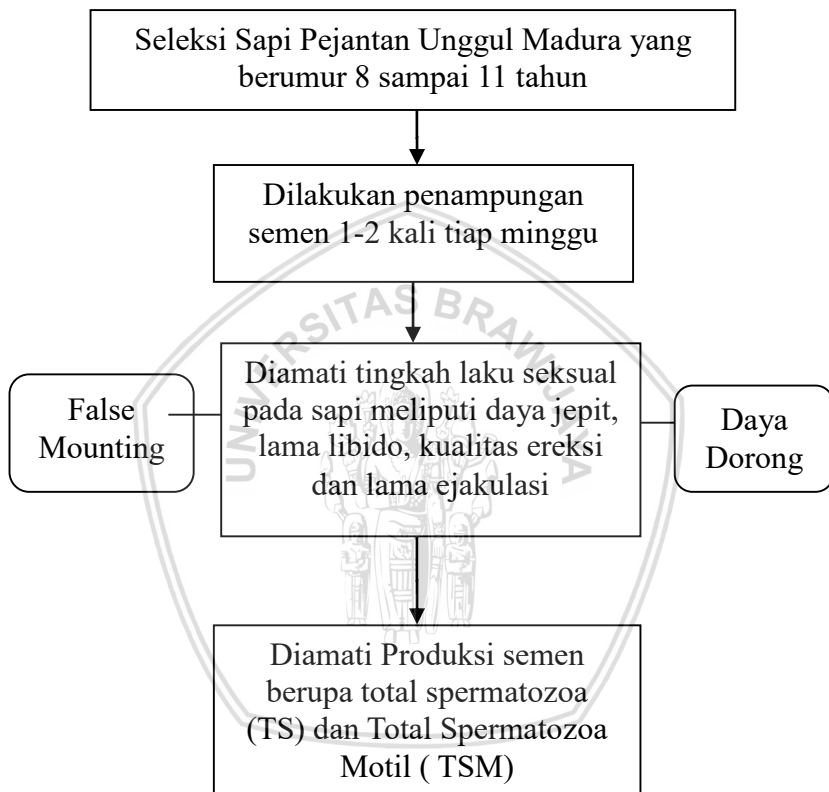 Seleksi Sapi Pejantan Unggul Madura yang
berumur 8 sampai 11 tahun
Dilakukan penampungan
semen 1-2 kali tiap minggu
UNIVERSITAS BRAWIJAYA
False
Mounting
Diamati tingkah laku seksual
pada sapi meliputi daya jepit,
lama libido, kualitas ereksi
dan lama ejakulasi
Daya
Dorong
Diamati Produksi semen
berupa total spermatozoa
(TS) dan Total Spermatozoa
Motil ( TSM)